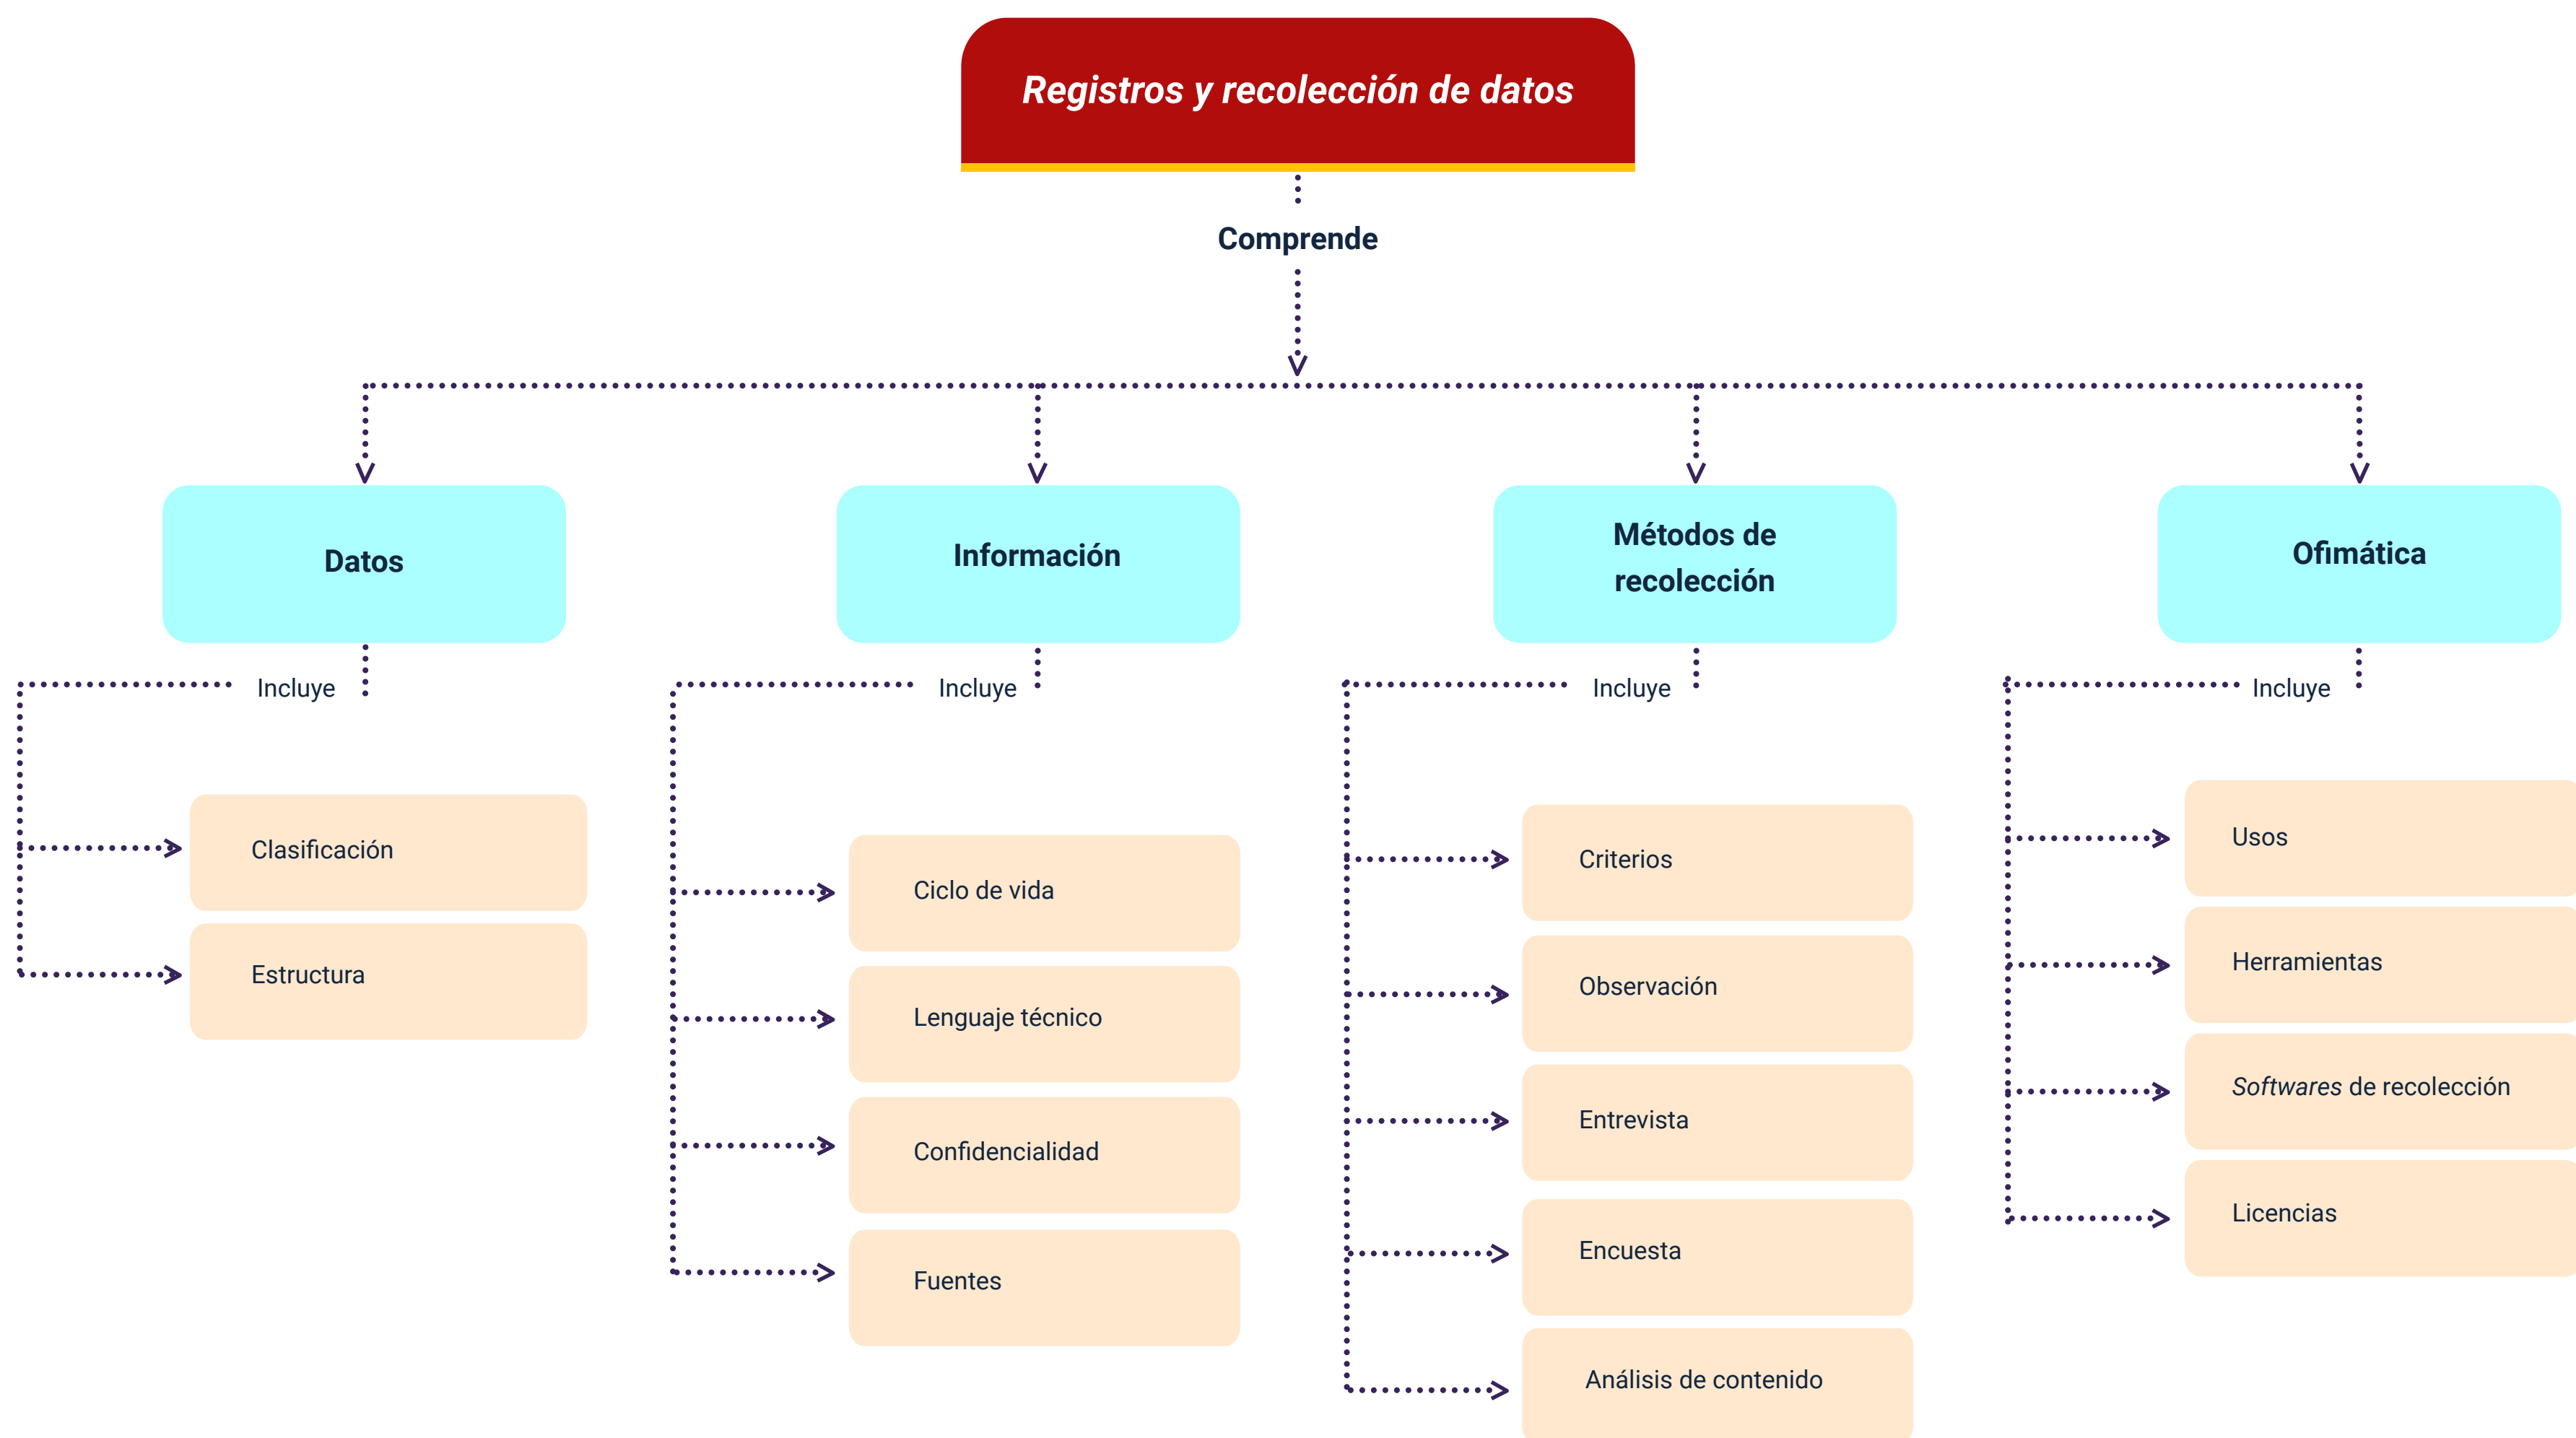 Registros y recolección de datos
Comprende
Datos
Incluye
Clasificación
Estructura
Información
Incluye
Ciclo de vida
Lenguaje técnico
Confidencialidad
Fuentes
Métodos de
recolección
Incluye
Criterios
Observación
Entrevista
Encuesta
Análisis de contenido
Ofimática
Incluye
Usos
Herramientas
Softwares de recolección
Licencias